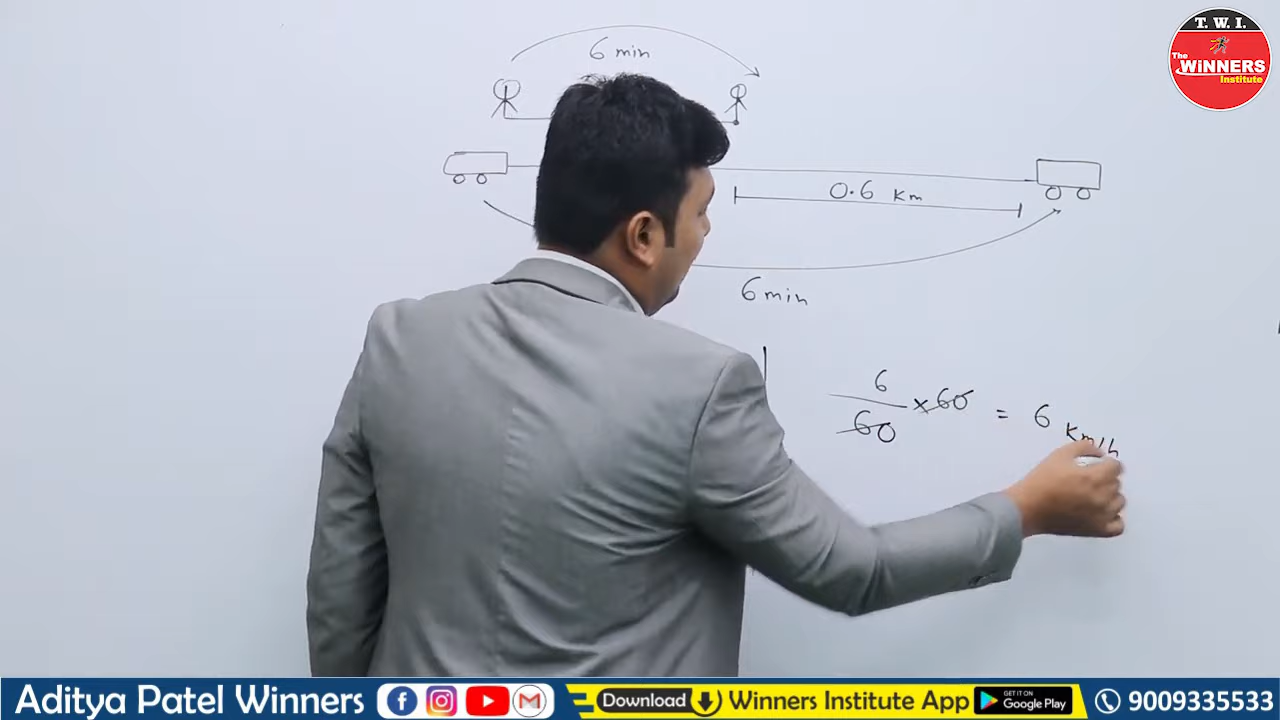 T. W. I.
The
WINNERS
Institute
6 min
0.6 Km
6 min
6
60
×60
= 6 Km/h
Aditya Patel Winners
Download
Winners Institute App
GET IT ON
Google Play
9009335533